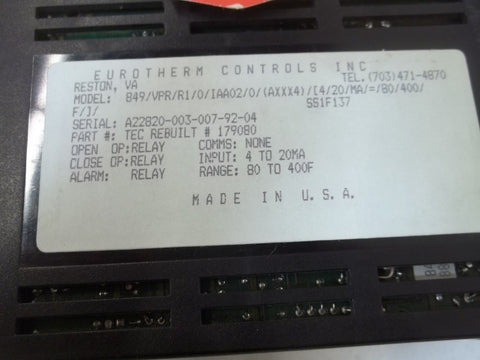 EUROTHERM CONTROLS INC
RESTON, VA TEL.(703)471-4870
MODEL: 849/VPR/R1/0/IAA02/0/(AXXX4)/[4/20/MA/=/80/400/
F/]/ SS1F137
SERIAL: A22820-003-007-92-04
PART #: TEC REBUILT # 179080
OPEN OP:RELAY COMMS: NONE
CLOSE OP:RELAY INPUT: 4 TO 20MA
ALARM: RELAY RANGE: 80 TO 400F
MADE IN U.S.A.